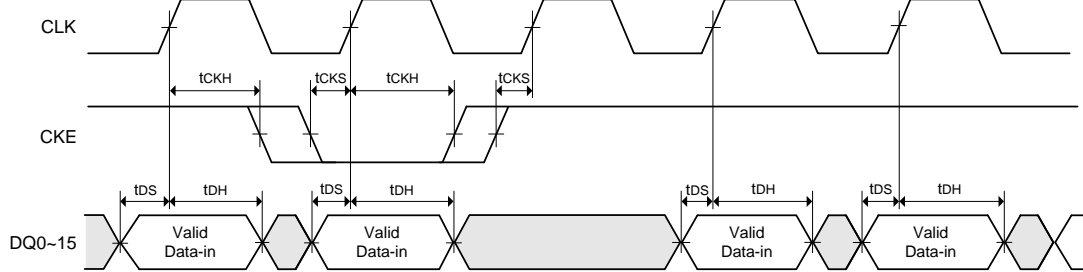 CLK
tCKH tCKS tCKH tCKS
CKE
tDS tDH tDS tDH tDS tDH tDS tDH
DQ0~15
Valid
Data-in
Valid
Data-in
Valid
Data-in
Valid
Data-in